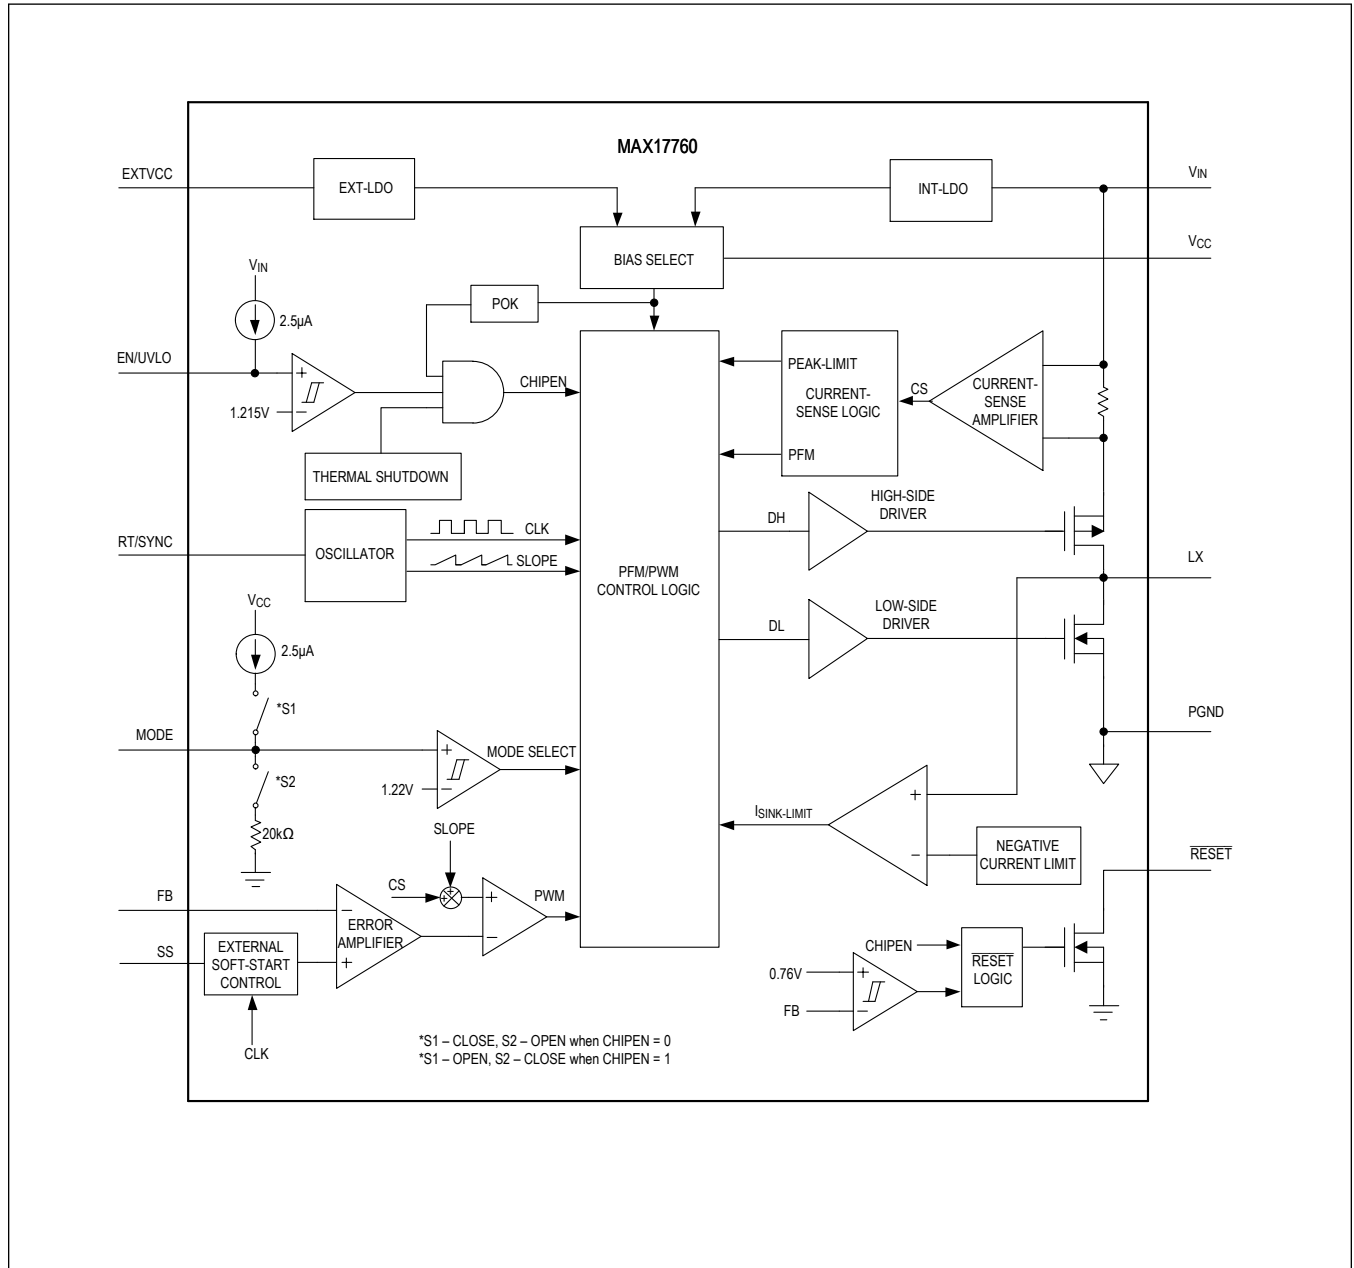 MAX17760
EXTVCC
EXT-LDO
INT-LDO
VIN
BIAS SELECT
VCC
VIN
POK
2.5µA
EN/UVLO
+
1.215V
−
CHIPEN
THERMAL SHUTDOWN
PEAK-LIMIT
CURRENT-
SENSE LOGIC
PFM
CS
CURRENT-
SENSE
AMPLIFIER
RT/SYNC
OSCILLATOR
CLK
SLOPE
PFM/PWM
CONTROL LOGIC
DH
HIGH-SIDE
DRIVER
LX
DL
LOW-SIDE
DRIVER
VCC
2.5µA
*S1
MODE
*S2
20kΩ
+
1.22V
−
MODE SELECT
PGND
ISINK-LIMIT
+
−
NEGATIVE
CURRENT LIMIT
RESET
SLOPE
CS
+
+
+
−
PWM
FB
−
ERROR
AMPLIFIER
+
SS
EXTERNAL
SOFT-START
CONTROL
CLK
CHIPEN
0.76V
+
FB
−
RESET
LOGIC
*S1 – CLOSE, S2 – OPEN when CHIPEN = 0
*S1 – OPEN, S2 – CLOSE when CHIPEN = 1